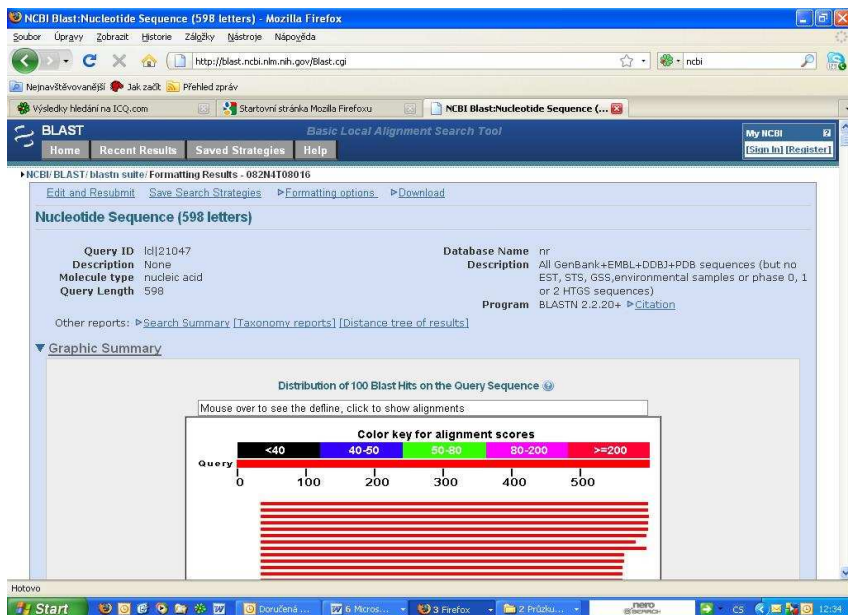 NCBI Blast:Nucleotide Sequence (598 letters) - Mozilla Firefox
Soubor Úpravy Zobrazit Historie Záložky Nástroje Nápověda
http://blast.ncbi.nlm.nih.gov/Blast.cgi
ncbi
Nejnavštěvovanější Jak začít Přehled zpráv
Výsledky hledání na ICQ.com Startovní stránka Mozilla Firefoxu NCBI Blast:Nucleotide Sequence (...
BLAST Basic Local Alignment Search Tool My NCBI
Home Recent Results Saved Strategies Help [Sign In] [Register]
NCBI/ BLAST/ blastn suite/ Formatting Results - 082N4T08016
Edit and Resubmit Save Search Strategies Formatting options Download
Nucleotide Sequence (598 letters)
Query ID lcl|21047
Description None
Molecule type nucleic acid
Query Length 598
Database Name nr
Description All GenBank+EMBL+DDBJ+PDB sequences (but no
EST, STS, GSS,environmental samples or phase 0, 1
or 2 HTGS sequences)
Program BLASTN 2.2.20+ Citation
Other reports: Search Summary [Taxonomy reports] [Distance tree of results]
Graphic Summary
Distribution of 100 Blast Hits on the Query Sequence
Mouse over to see the defline, click to show alignments
Color key for alignment scores
<40 40-50 50-80 80-200 >=200
Query
0 100 200 300 400 500
Hotovo
Start Doručená ... 6 Micros... 3 Firefox 2 Průzku... nero SEARCH CS 12:34